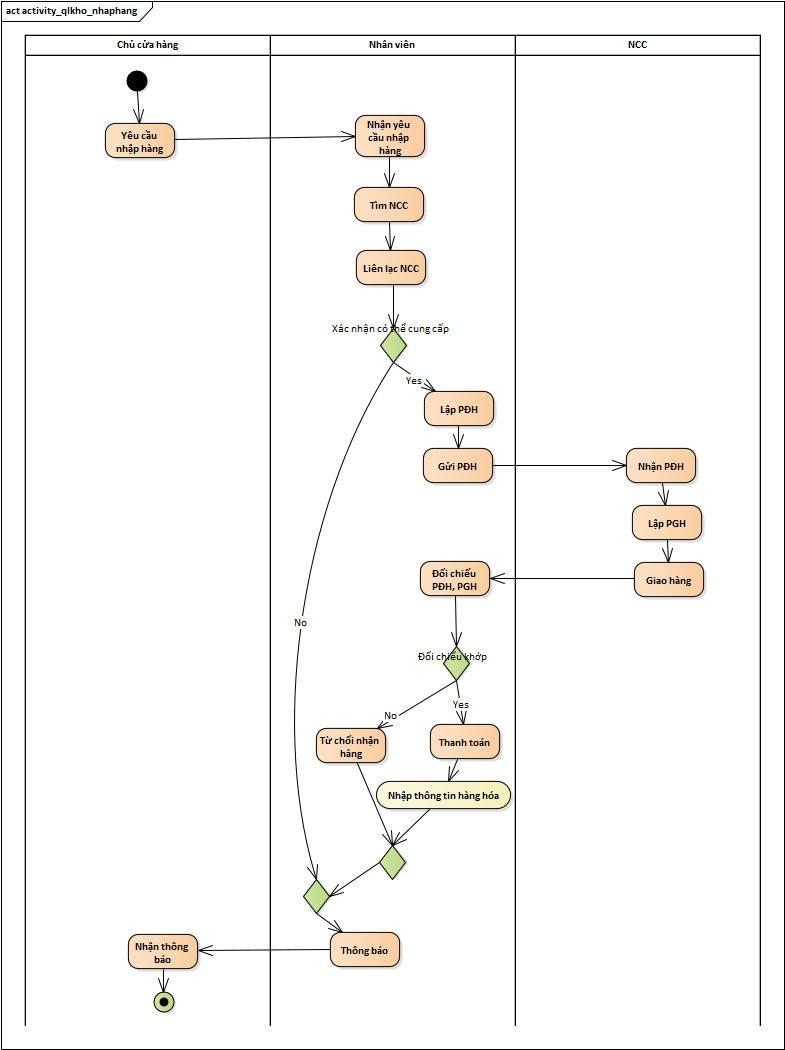 act activity_qlkho_nhaphang
Chủ cửa hàng
Nhân viên
NCC
Yêu cầu
nhập hàng
Nhận yêu
cầu nhập
hàng
Tìm NCC
Liên lạc NCC
Xác nhận có thể cung cấp
Yes
Lập PĐH
Gửi PĐH
Nhận PĐH
Lập PGH
Giao hàng
Đối chiếu
PĐH, PGH
No
Đối chiếu khớp
No
Yes
Từ chối nhận
hàng
Thanh toán
Nhập thông tin hàng hóa
Thông báo
Nhận thông
báo